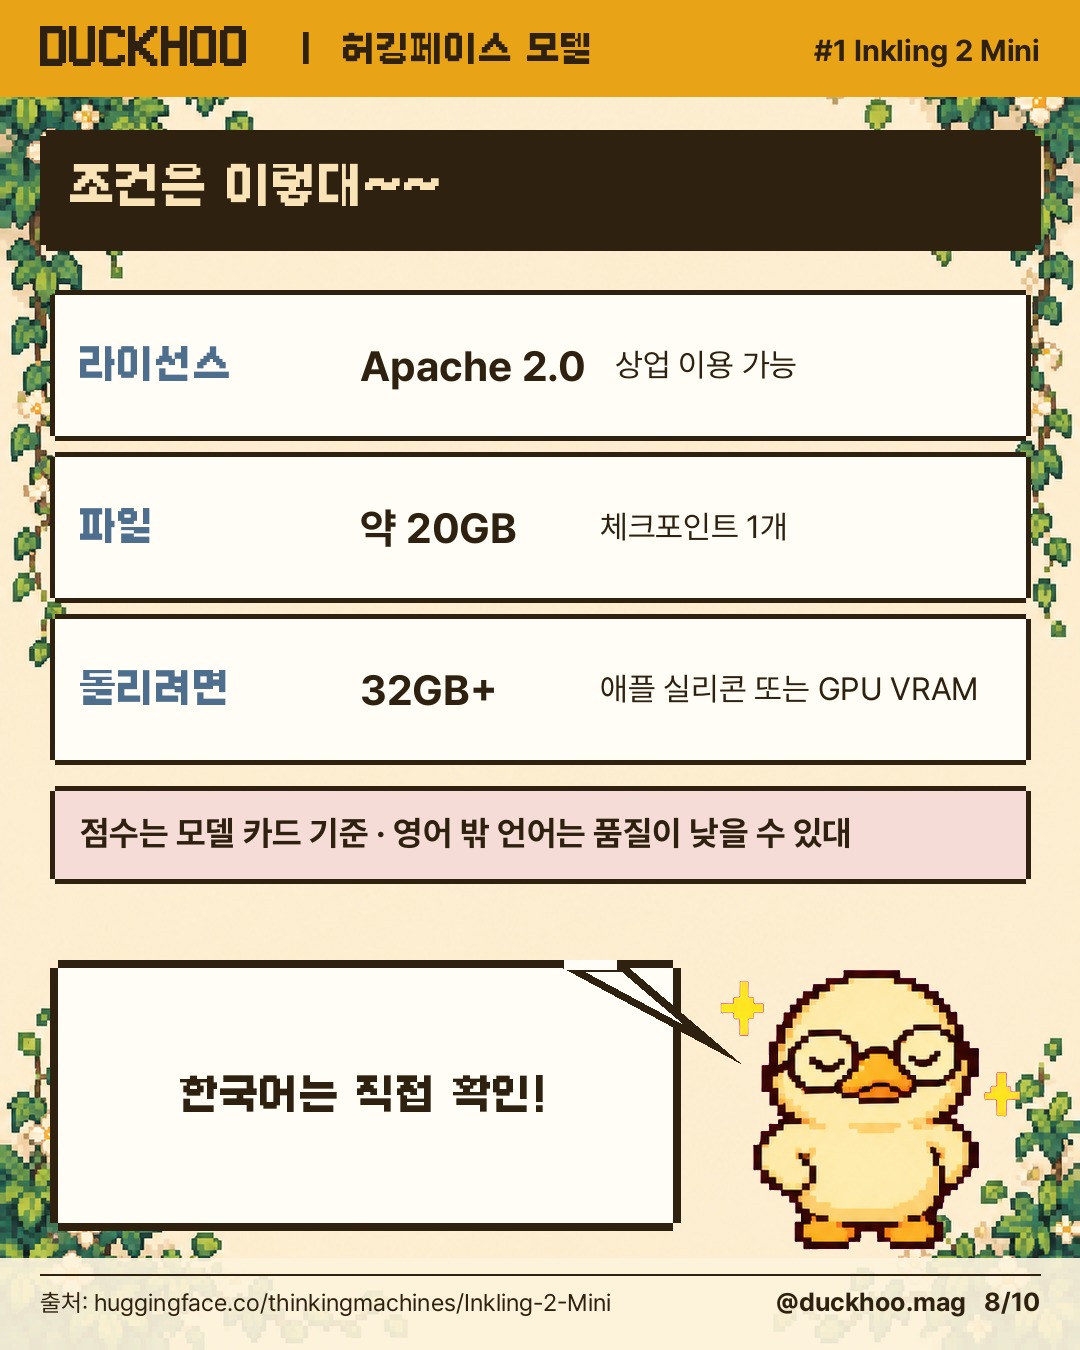 DUCKHOO | 허깅페이스 모델 #1 Inkling 2 Mini
조건은 이렇대~~
라이선스 Apache 2.0 상업 이용 가능
파일 약 20GB 체크포인트 1개
돌리려면 32GB+ 애플 실리콘 또는 GPU VRAM
점수는 모델 카드 기준 · 영어 밖 언어는 품질이 낮을 수 있대
한국어는 직접 확인!
출처: huggingface.co/thinkingmachines/Inkling-2-Mini @duckhoo.mag 8/10